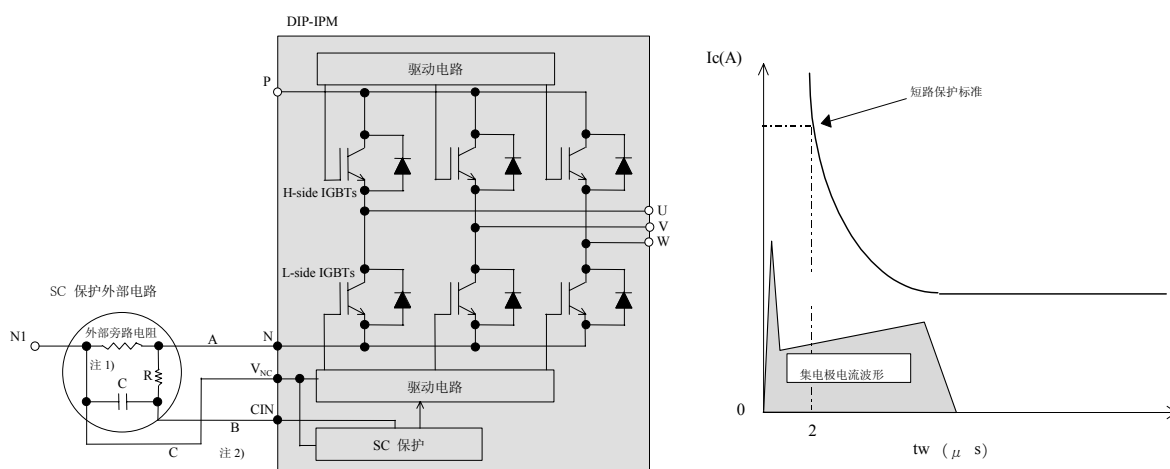 DIP-IPM
驱动电路
P
H-side IGBTs
U
V
W
L-side IGBTs
SC 保护外部电路
N1
外部旁路电阻
A
N
注 1)
R
C
V_NC
驱动电路
CIN
B
C
注 2)
SC 保护
Ic(A)
短路保护标准
集电极电流波形
0
2
tw （μ s）